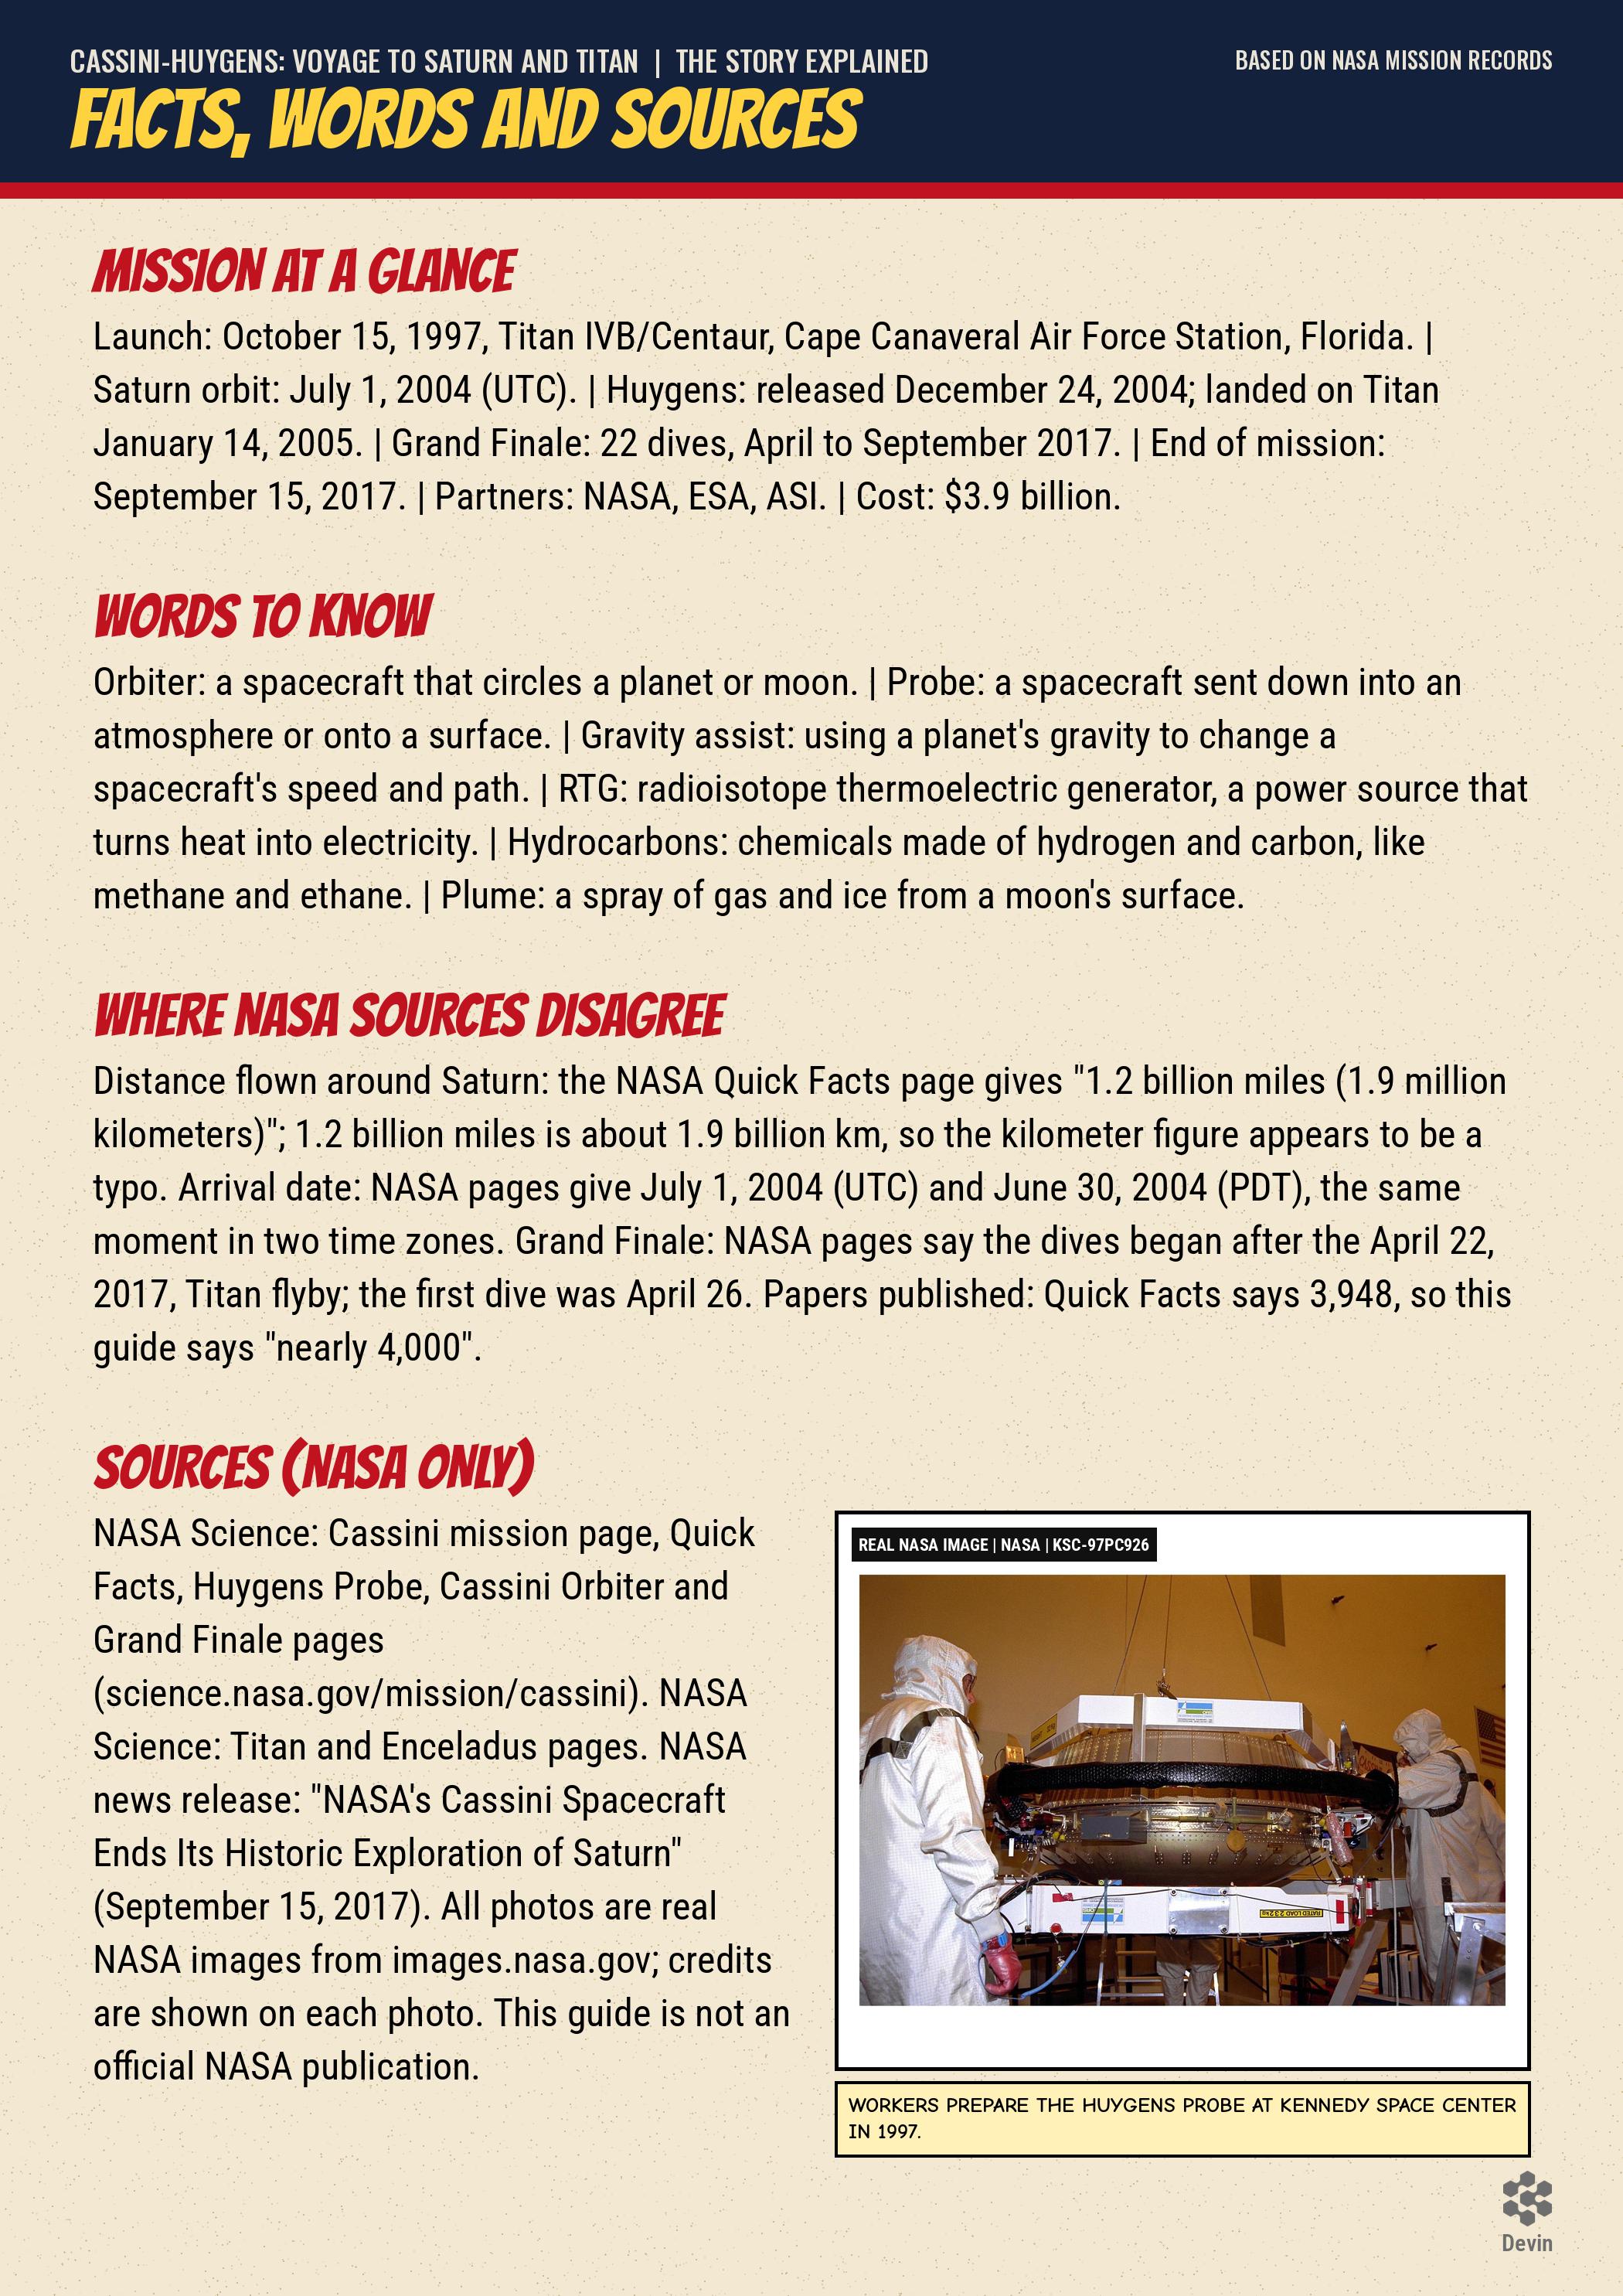 CASSINI-HUYGENS: VOYAGE TO SATURN AND TITAN | THE STORY EXPLAINED
BASED ON NASA MISSION RECORDS
FACTS, WORDS AND SOURCES
MISSION AT A GLANCE
Launch: October 15, 1997, Titan IVB/Centaur, Cape Canaveral Air Force Station, Florida. |
Saturn orbit: July 1, 2004 (UTC). | Huygens: released December 24, 2004; landed on Titan
January 14, 2005. | Grand Finale: 22 dives, April to September 2017. | End of mission:
September 15, 2017. | Partners: NASA, ESA, ASI. | Cost: $3.9 billion.
WORDS TO KNOW
Orbiter: a spacecraft that circles a planet or moon. | Probe: a spacecraft sent down into an
atmosphere or onto a surface. | Gravity assist: using a planet's gravity to change a
spacecraft's speed and path. | RTG: radioisotope thermoelectric generator, a power source that
turns heat into electricity. | Hydrocarbons: chemicals made of hydrogen and carbon, like
methane and ethane. | Plume: a spray of gas and ice from a moon's surface.
WHERE NASA SOURCES DISAGREE
Distance flown around Saturn: the NASA Quick Facts page gives "1.2 billion miles (1.9 million
kilometers)"; 1.2 billion miles is about 1.9 billion km, so the kilometer figure appears to be a
typo. Arrival date: NASA pages give July 1, 2004 (UTC) and June 30, 2004 (PDT), the same
moment in two time zones. Grand Finale: NASA pages say the dives began after the April 22,
2017, Titan flyby; the first dive was April 26. Papers published: Quick Facts says 3,948, so this
guide says "nearly 4,000".
SOURCES (NASA ONLY)
NASA Science: Cassini mission page, Quick
Facts, Huygens Probe, Cassini Orbiter and
Grand Finale pages
(science.nasa.gov/mission/cassini). NASA
Science: Titan and Enceladus pages. NASA
news release: "NASA's Cassini Spacecraft
Ends Its Historic Exploration of Saturn"
(September 15, 2017). All photos are real
NASA images from images.nasa.gov; credits
are shown on each photo. This guide is not an
official NASA publication.
REAL NASA IMAGE | NASA | KSC-97PC926
WORKERS PREPARE THE HUYGENS PROBE AT KENNEDY SPACE CENTER
IN 1997.
Devin